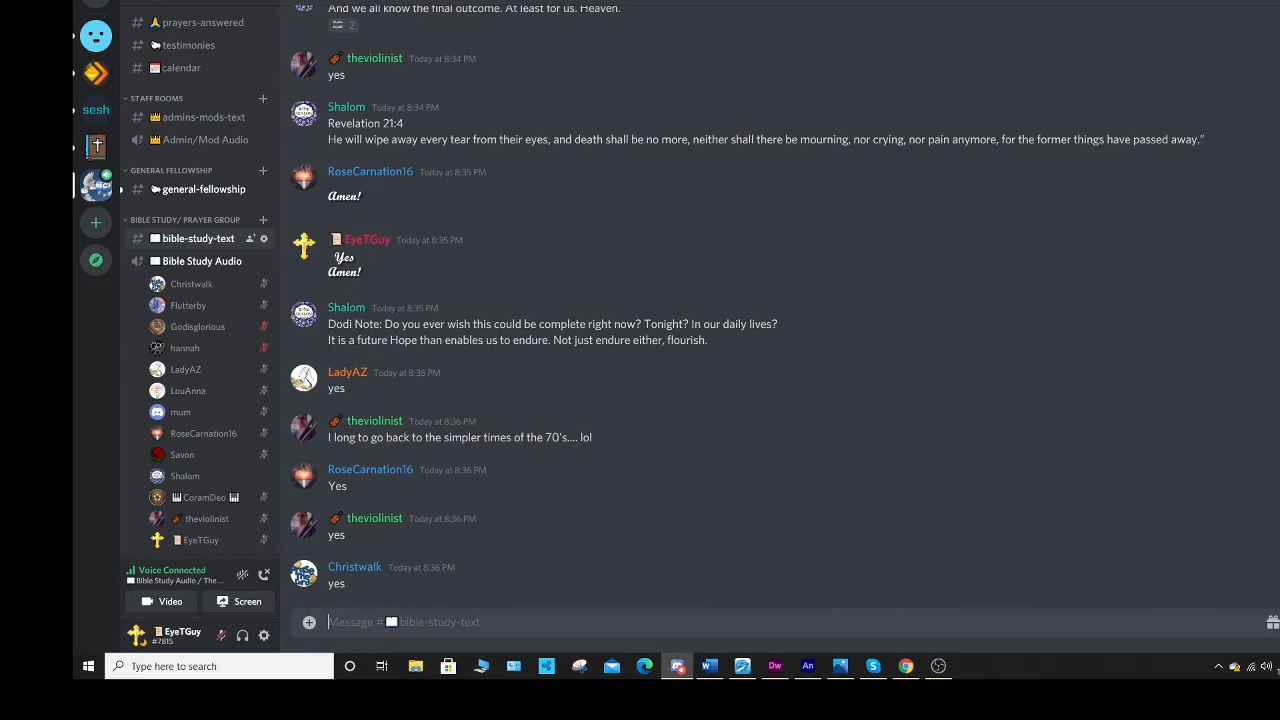 sesh
prayers-answered
testimonies
calendar
STAFF ROOMS
admins-mods-text
Admin/Mod Audio
GENERAL FELLOWSHIP
general-fellowship
BIBLE STUDY/ PRAYER GROUP
bible-study-text
Bible Study Audio
Christwalk
Flutterby
Godisglorious
hannah
LadyAZ
LouAnna
mum
RoseCarnation16
Savon
Shalom
CoramDeo
theviolinist
EyeTGuy
Voice Connected
Bible Study Audio / The ...
Video
Screen
EyeTGuy
#7815
And we all know the final outcome. At least for us. Heaven.
2
theviolinist Today at 8:34 PM
yes
Shalom Today at 8:34 PM
Revelation 21:4
He will wipe away every tear from their eyes, and death shall be no more, neither shall there be mourning, nor crying, nor pain anymore, for the former things have passed away.”
RoseCarnation16 Today at 8:35 PM
Amen!
EyeTGuy Today at 8:35 PM
Yes
Amen!
Shalom Today at 8:35 PM
Dodi Note: Do you ever wish this could be complete right now? Tonight? In our daily lives?
It is a future Hope than enables us to endure. Not just endure either, flourish.
LadyAZ Today at 8:36 PM
yes
theviolinist Today at 8:36 PM
I long to go back to the simpler times of the 70's.... lol
RoseCarnation16 Today at 8:36 PM
Yes
theviolinist Today at 8:36 PM
yes
Christwalk Today at 8:36 PM
yes
Message # bible-study-text
Type here to search
Dw
An